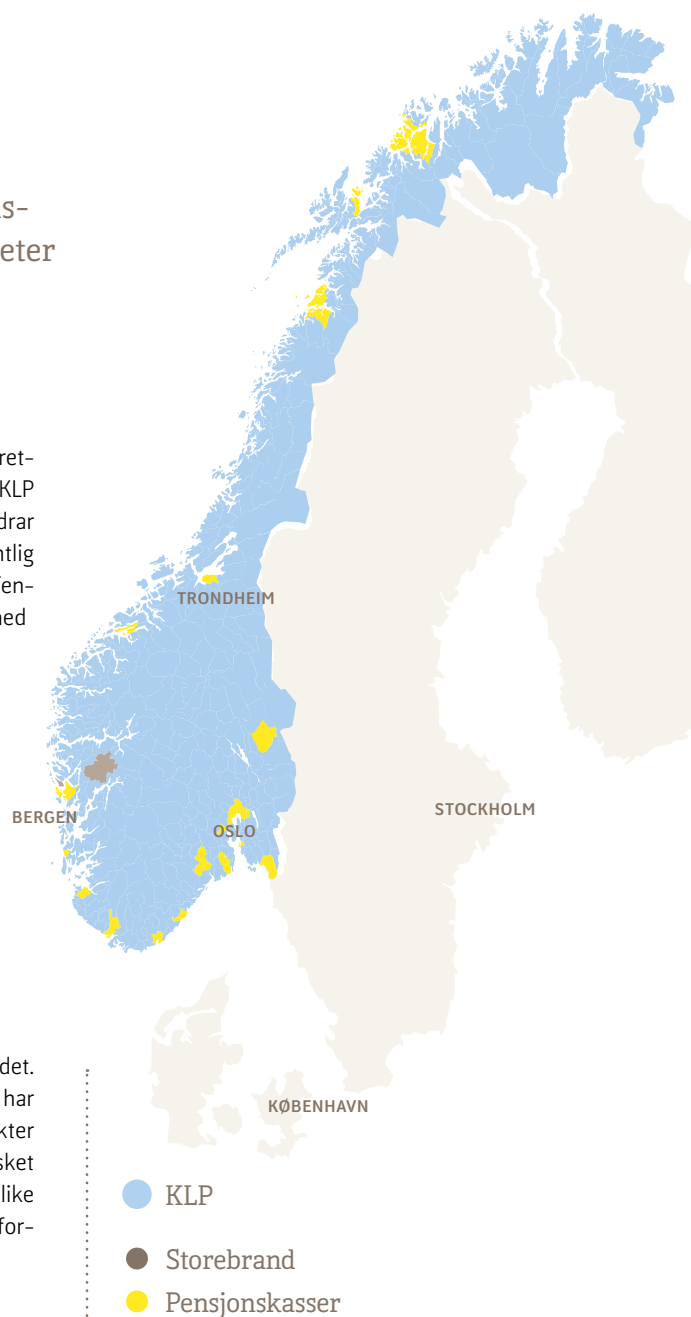 s-
eter
ret-
KLP
drar
ntlig
fen-
med
TRONDHEIM
BERGEN
OSLO
STOCKHOLM
det.
har
kter
sket
like
for-
KØBENHAVN
KLP
Storebrand
Pensjonskasser